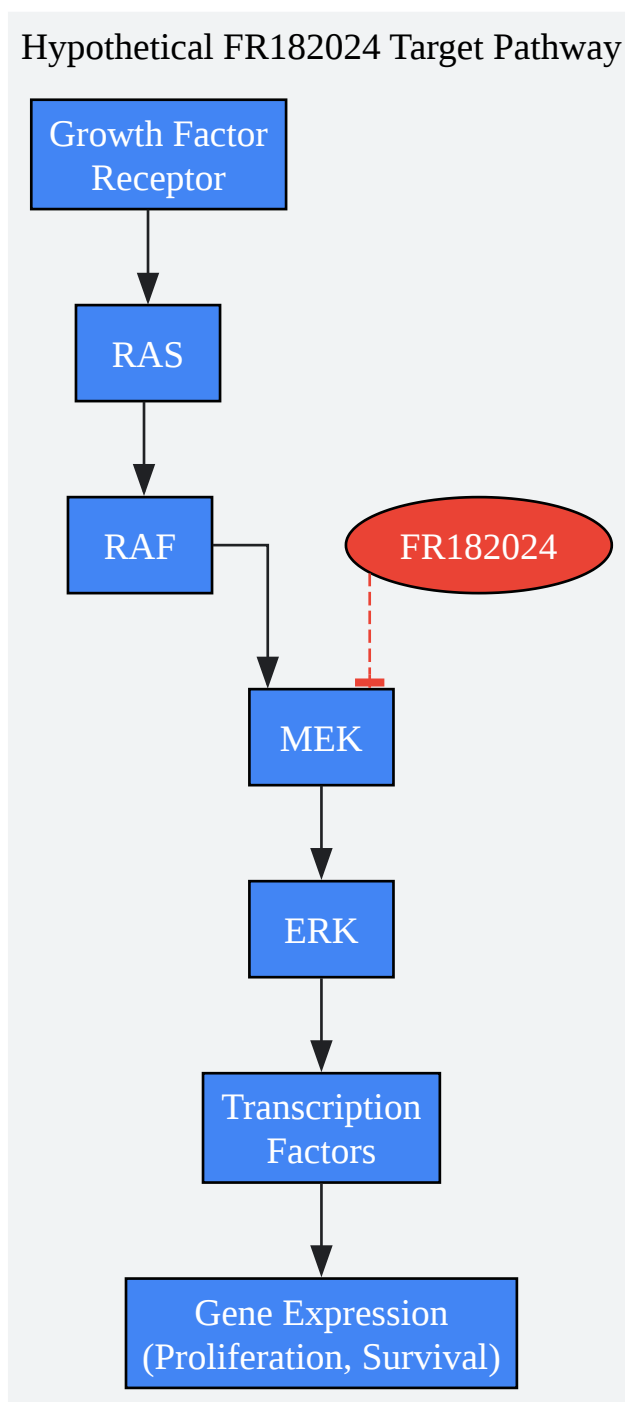 Hypothetical FR182024 Target Pathway
Growth Factor
Receptor
RAS
RAF
FR182024
MEK
ERK
Transcription
Factors
Gene Expression
(Proliferation, Survival)